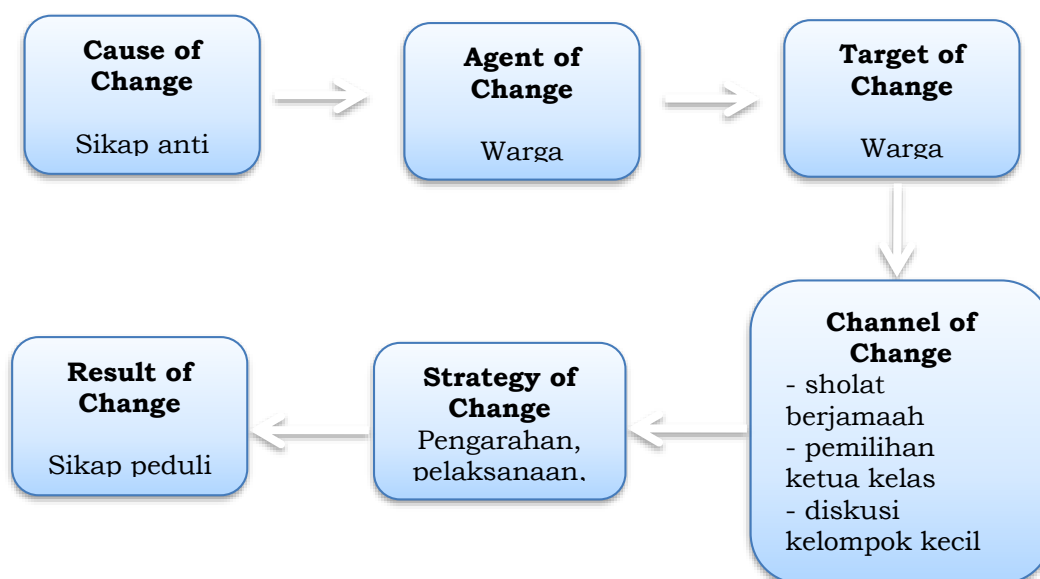 Cause of
Change
Sikap anti
Agent of
Change
Warga
Target of
Change
Warga
Channel of
Change
- sholat
berjamaah
- pemilihan
ketua kelas
- diskusi
kelompok kecil
Strategy of
Change
Pengarahan,
pelaksanaan,
Result of
Change
Sikap peduli